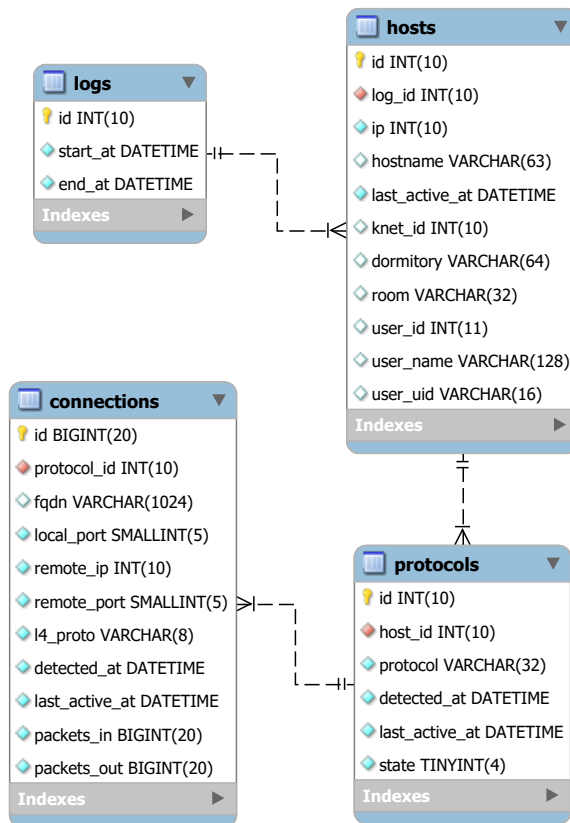 logs
id INT(10)
start_at DATETIME
end_at DATETIME
Indexes
hosts
id INT(10)
log_id INT(10)
ip INT(10)
hostname VARCHAR(63)
last_active_at DATETIME
knet_id INT(10)
dormitory VARCHAR(64)
room VARCHAR(32)
user_id INT(11)
user_name VARCHAR(128)
user_uid VARCHAR(16)
Indexes
connections
id BIGINT(20)
protocol_id INT(10)
fqdn VARCHAR(1024)
local_port SMALLINT(5)
remote_ip INT(10)
remote_port SMALLINT(5)
l4_proto VARCHAR(8)
detected_at DATETIME
last_active_at DATETIME
packets_in BIGINT(20)
packets_out BIGINT(20)
Indexes
protocols
id INT(10)
host_id INT(10)
protocol VARCHAR(32)
detected_at DATETIME
last_active_at DATETIME
state TINYINT(4)
Indexes